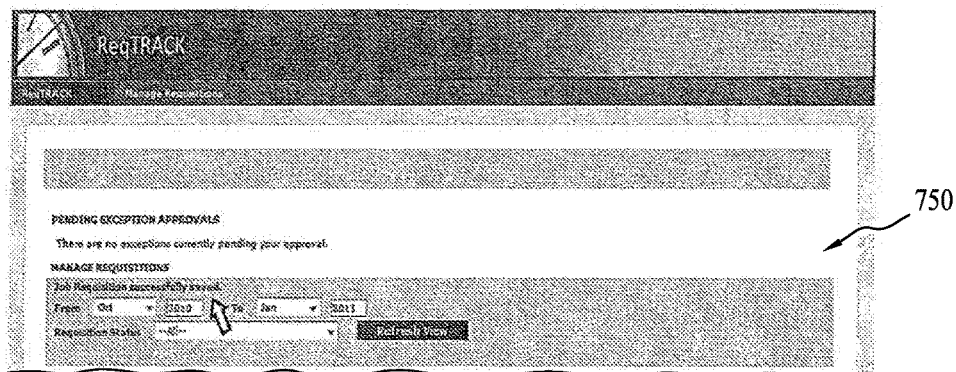 ReqTRACK
ReqTRACK Manage Requisitions
750
PENDING EXCEPTION APPROVALS
There are no exceptions currently pending your approval.
MANAGE REQUISITIONS
Job Requisition successfully saved.
From Oct 2010 To Jan 2011
Requisition Status --All-- Refresh View